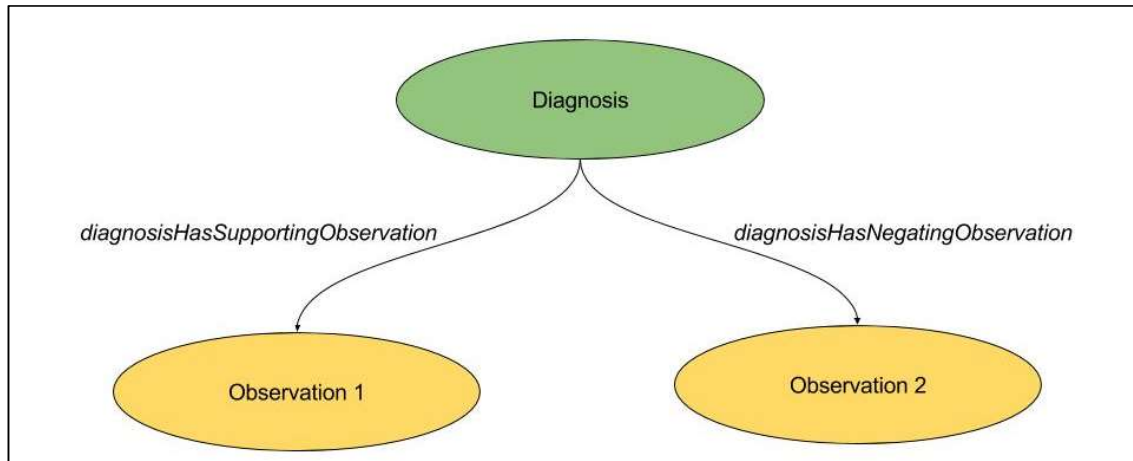 Diagnosis
diagnosisHasSupportingObservation
diagnosisHasNegatingObservation
Observation 1
Observation 2